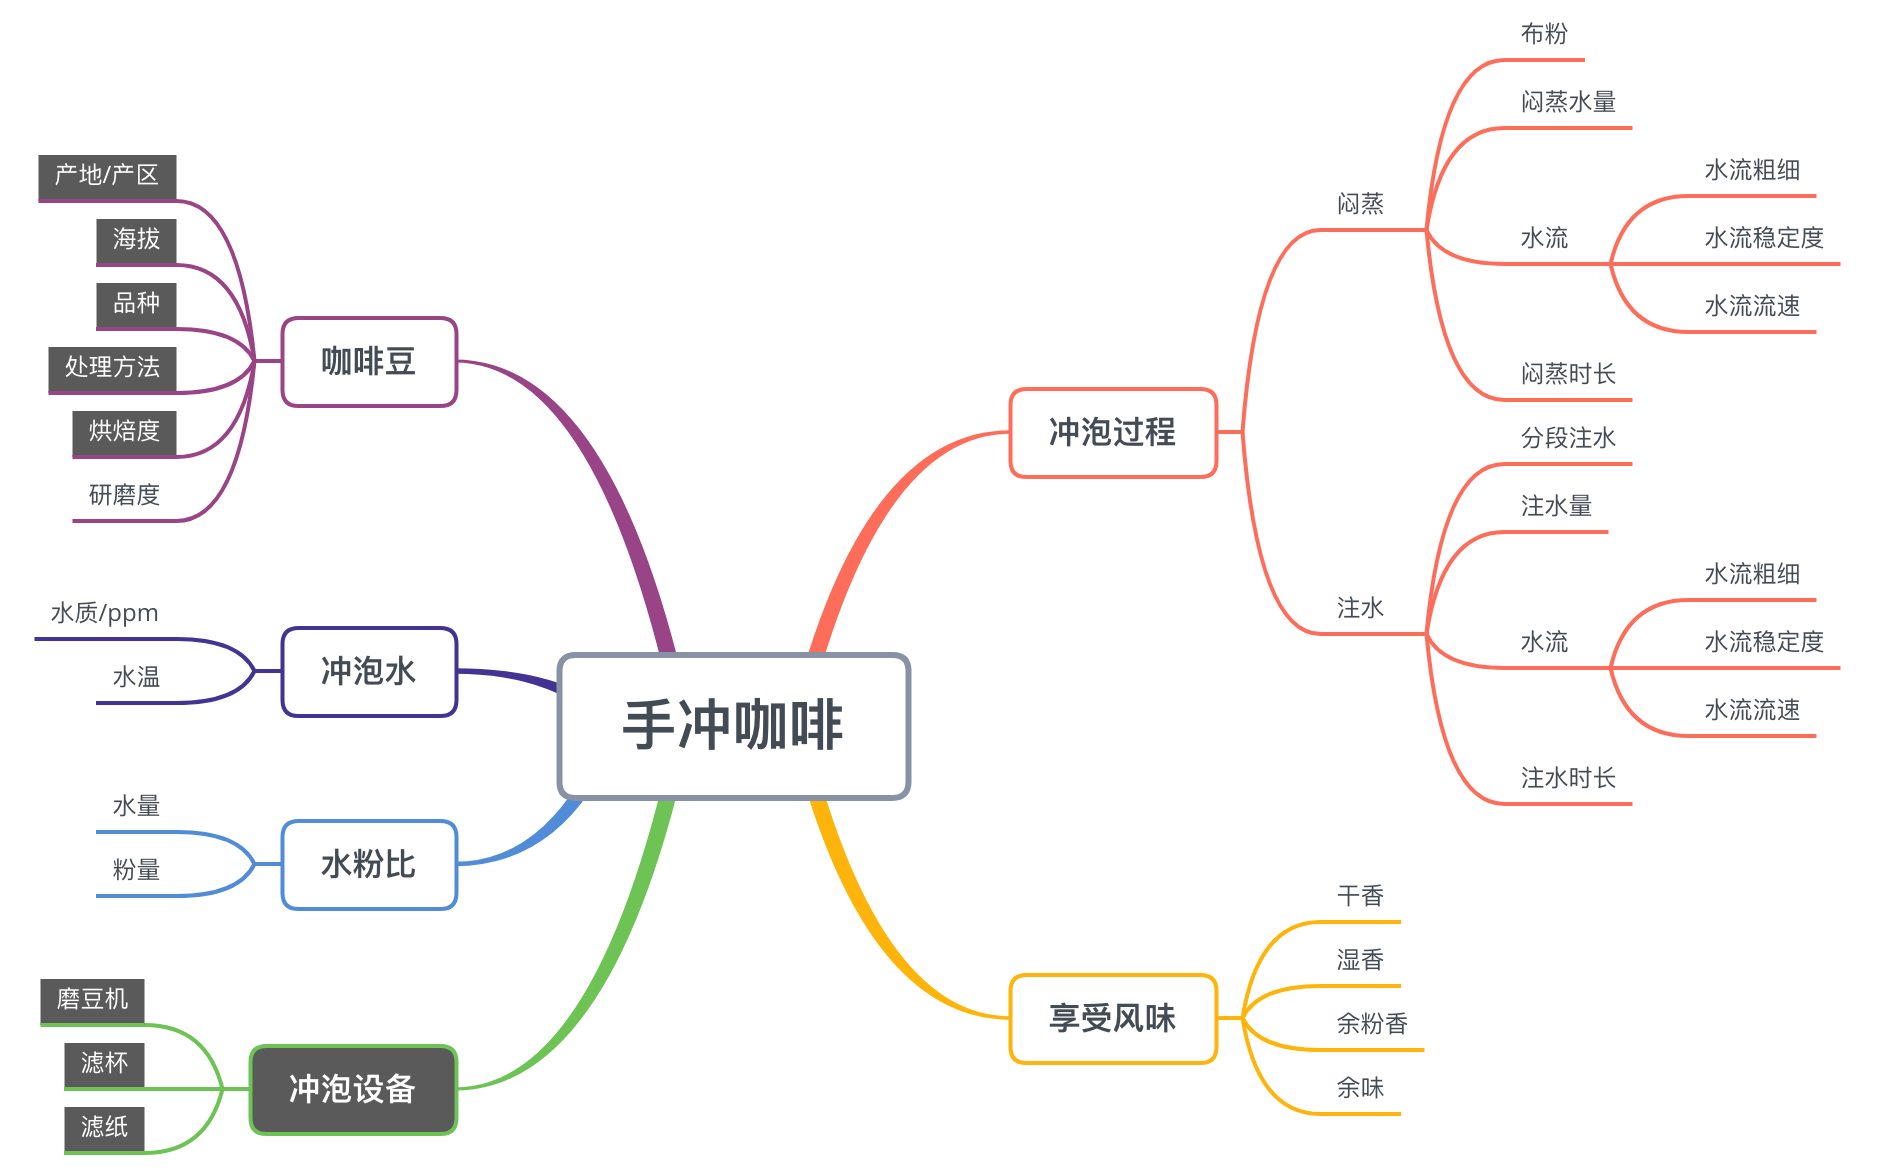 手冲咖啡
咖啡豆
产地/产区
海拔
品种
处理方法
烘焙度
研磨度
冲泡水
水质/ppm
水温
水粉比
水量
粉量
冲泡设备
磨豆机
滤杯
滤纸
冲泡过程
闷蒸
布粉
闷蒸水量
水流
水流粗细
水流稳定度
水流流速
闷蒸时长
注水
分段注水
注水量
水流
水流粗细
水流稳定度
水流流速
注水时长
享受风味
干香
湿香
余粉香
余味